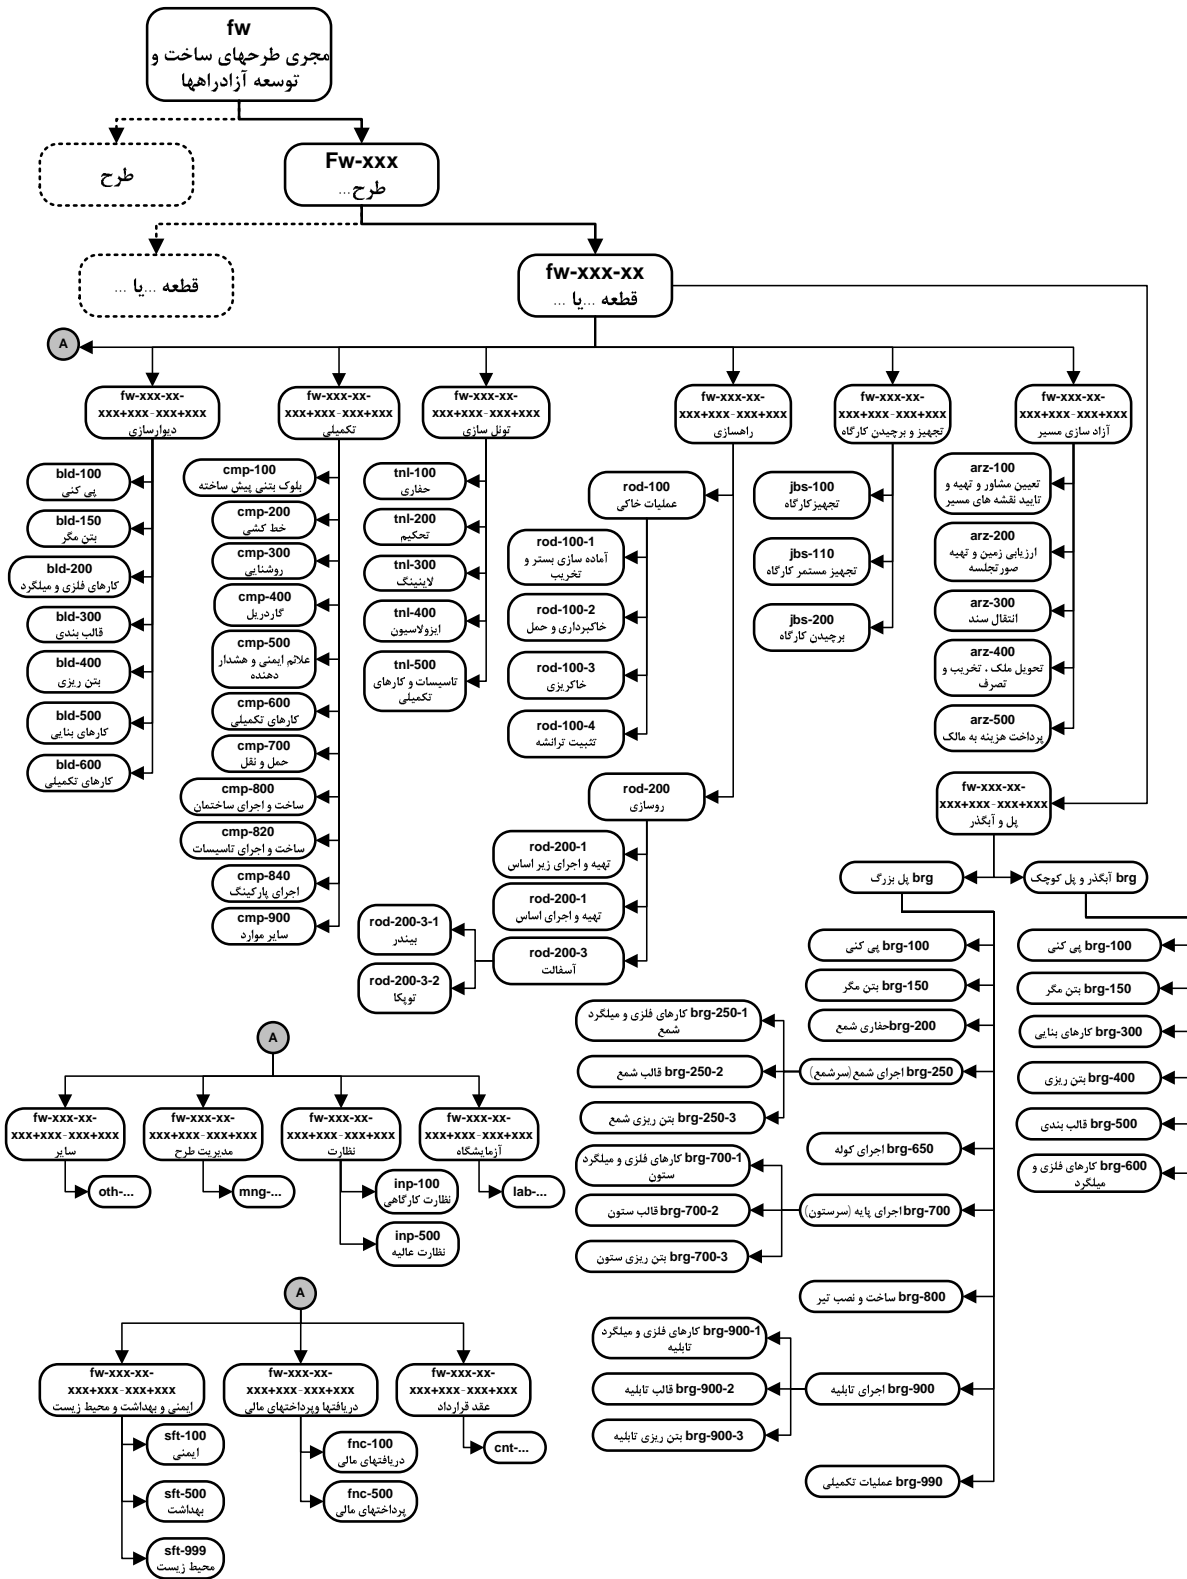 fw
مجری طرحهای ساخت و
توسعه آزادراهها
طرح
Fw-xxx
طرح...
قطعه ...یا ...
fw-xxx-xx
قطعه ...یا ...
A
fw-xxx-xx-
xxx+xxx-xxx+xxx
آزاد سازی مسیر
arz-100
تعیین مشاور و تهیه و
تایید نقشه های مسیر
arz-200
ارزیابی زمین و تهیه
صورتجلسه
arz-300
انتقال سند
arz-400
تحویل ملک ، تخریب و
تصرف
arz-500
پرداخت هزینه به مالک
fw-xxx-xx-
xxx+xxx-xxx+xxx
تجهیز و برچیدن کارگاه
jbs-100
تجهیزکارگاه
jbs-110
تجهیز مستمر کارگاه
jbs-200
برچیدن کارگاه
fw-xxx-xx-
xxx+xxx-xxx+xxx
راهسازی
rod-100
عملیات خاکی
rod-100-1
آماده سازی بستر و
تخریب
rod-100-2
خاکبرداری و حمل
rod-100-3
خاکریزی
rod-100-4
تثبیت ترانشه
rod-200
روسازی
rod-200-1
تهیه و اجرای زیر اساس
rod-200-1
تهیه و اجرای اساس
rod-200-3
آسفالت
rod-200-3-1
بیندر
rod-200-3-2
توپکا
fw-xxx-xx-
xxx+xxx-xxx+xxx
تونل سازی
tnl-100
حفاری
tnl-200
تحکیم
tnl-300
لاینینگ
tnl-400
ایزولاسیون
tnl-500
تاسیسات و کارهای
تکمیلی
fw-xxx-xx-
xxx+xxx-xxx+xxx
تکمیلی
cmp-100
بلوک بتنی پیش ساخته
cmp-200
خط کشی
cmp-300
روشنایی
cmp-400
گاردریل
cmp-500
علائم ایمنی و هشدار
دهنده
cmp-600
کارهای تکمیلی
cmp-700
حمل و نقل
cmp-800
ساخت و اجرای ساختمان
cmp-820
ساخت و اجرای تاسیسات
cmp-840
اجرای پارکینگ
cmp-900
سایر موارد
fw-xxx-xx-
xxx+xxx-xxx+xxx
دیوارسازی
bld-100
پی کنی
bld-150
بتن مگر
bld-200
کارهای فلزی و میلگرد
bld-300
قالب بندی
bld-400
بتن ریزی
bld-500
کارهای بنایی
bld-600
کارهای تکمیلی
fw-xxx-xx-
xxx+xxx-xxx+xxx
پل و آبگذر
brg آبگذر و پل کوچک
brg-100 پی کنی
brg-150 بتن مگر
brg-300 کارهای بنایی
brg-400 بتن ریزی
brg-500 قالب بندی
brg-600 کارهای فلزی و
میلگرد
brg پل بزرگ
brg-100 پی کنی
brg-150 بتن مگر
brg-200حفاری شمع
brg-250 اجرای شمع(سرشمع)
brg-250-1 کارهای فلزی و میلگرد
شمع
brg-250-2 قالب شمع
brg-250-3 بتن ریزی شمع
brg-650 اجرای کوله
brg-700 اجرای پایه (سرستون)
brg-700-1 کارهای فلزی و میلگرد
ستون
brg-700-2 قالب ستون
brg-700-3 بتن ریزی ستون
brg-800 ساخت و نصب تیر
brg-900 اجرای تابلیه
brg-900-1 کارهای فلزی و میلگرد
تابلیه
brg-900-2 قالب تابلیه
brg-900-3 بتن ریزی تابلیه
brg-990 عملیات تکمیلی
A
fw-xxx-xx-
xxx+xxx-xxx+xxx
آزمایشگاه
lab-...
fw-xxx-xx-
xxx+xxx-xxx+xxx
نظارت
inp-100
نظارت کارگاهی
inp-500
نظارت عالیه
fw-xxx-xx-
xxx+xxx-xxx+xxx
مدیریت طرح
mng-...
fw-xxx-xx-
xxx+xxx-xxx+xxx
سایر
oth-...
A
fw-xxx-xx-
xxx+xxx-xxx+xxx
عقد قرارداد
cnt-...
fw-xxx-xx-
xxx+xxx-xxx+xxx
دریافتها وپرداختهای مالی
fnc-100
دریافتهای مالی
fnc-500
پرداختهای مالی
fw-xxx-xx-
xxx+xxx-xxx+xxx
ایمنی و بهداشت و محیط زیست
sft-100
ایمنی
sft-500
بهداشت
sft-999
محیط زیست